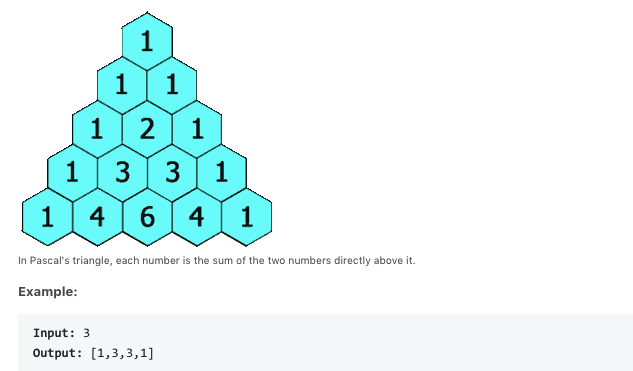 1
1 1
1 2 1
1 3 3 1
1 4 6 4 1
In Pascal's triangle, each number is the sum of the two numbers directly above it.
Example:
Input: 3
Output: [1,3,3,1]